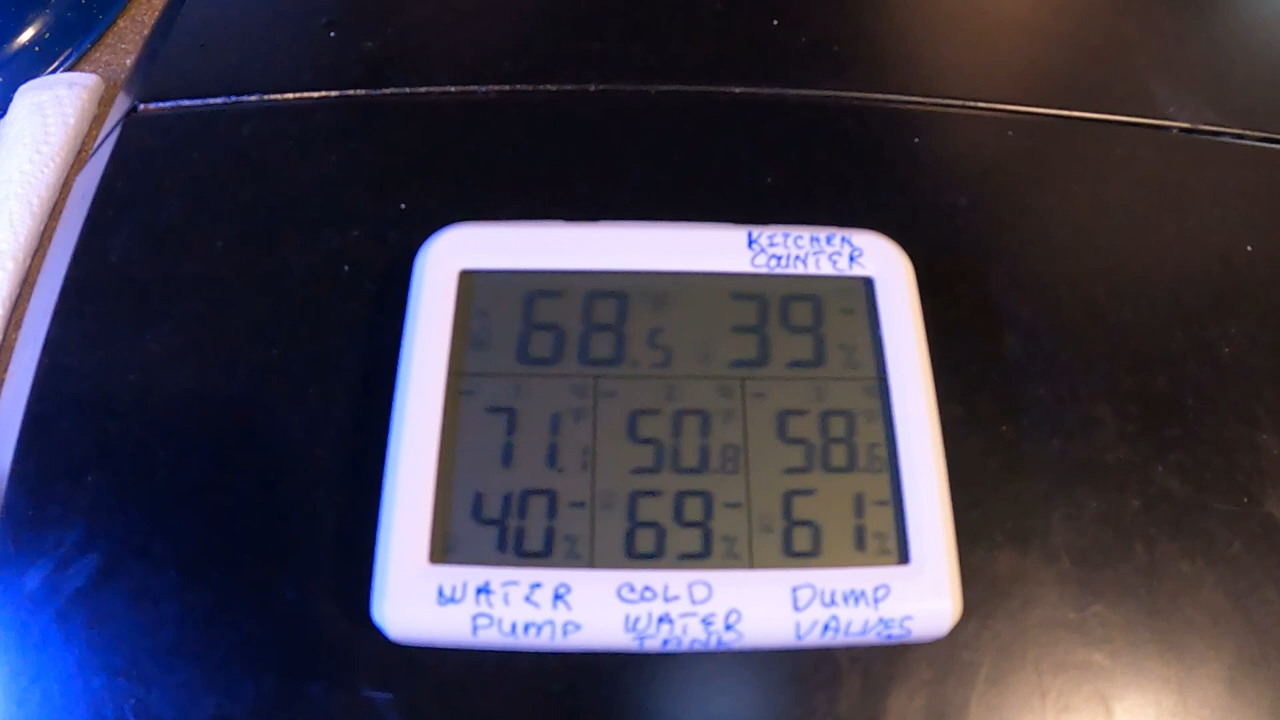 KITCHEN
COUNTER
68.5 °F 39 %
71.1 °F 50.8 °F 58.6
40 % 69 % 61 %
WATER PUMP
COLD WATER TANK
DUMP VALVES